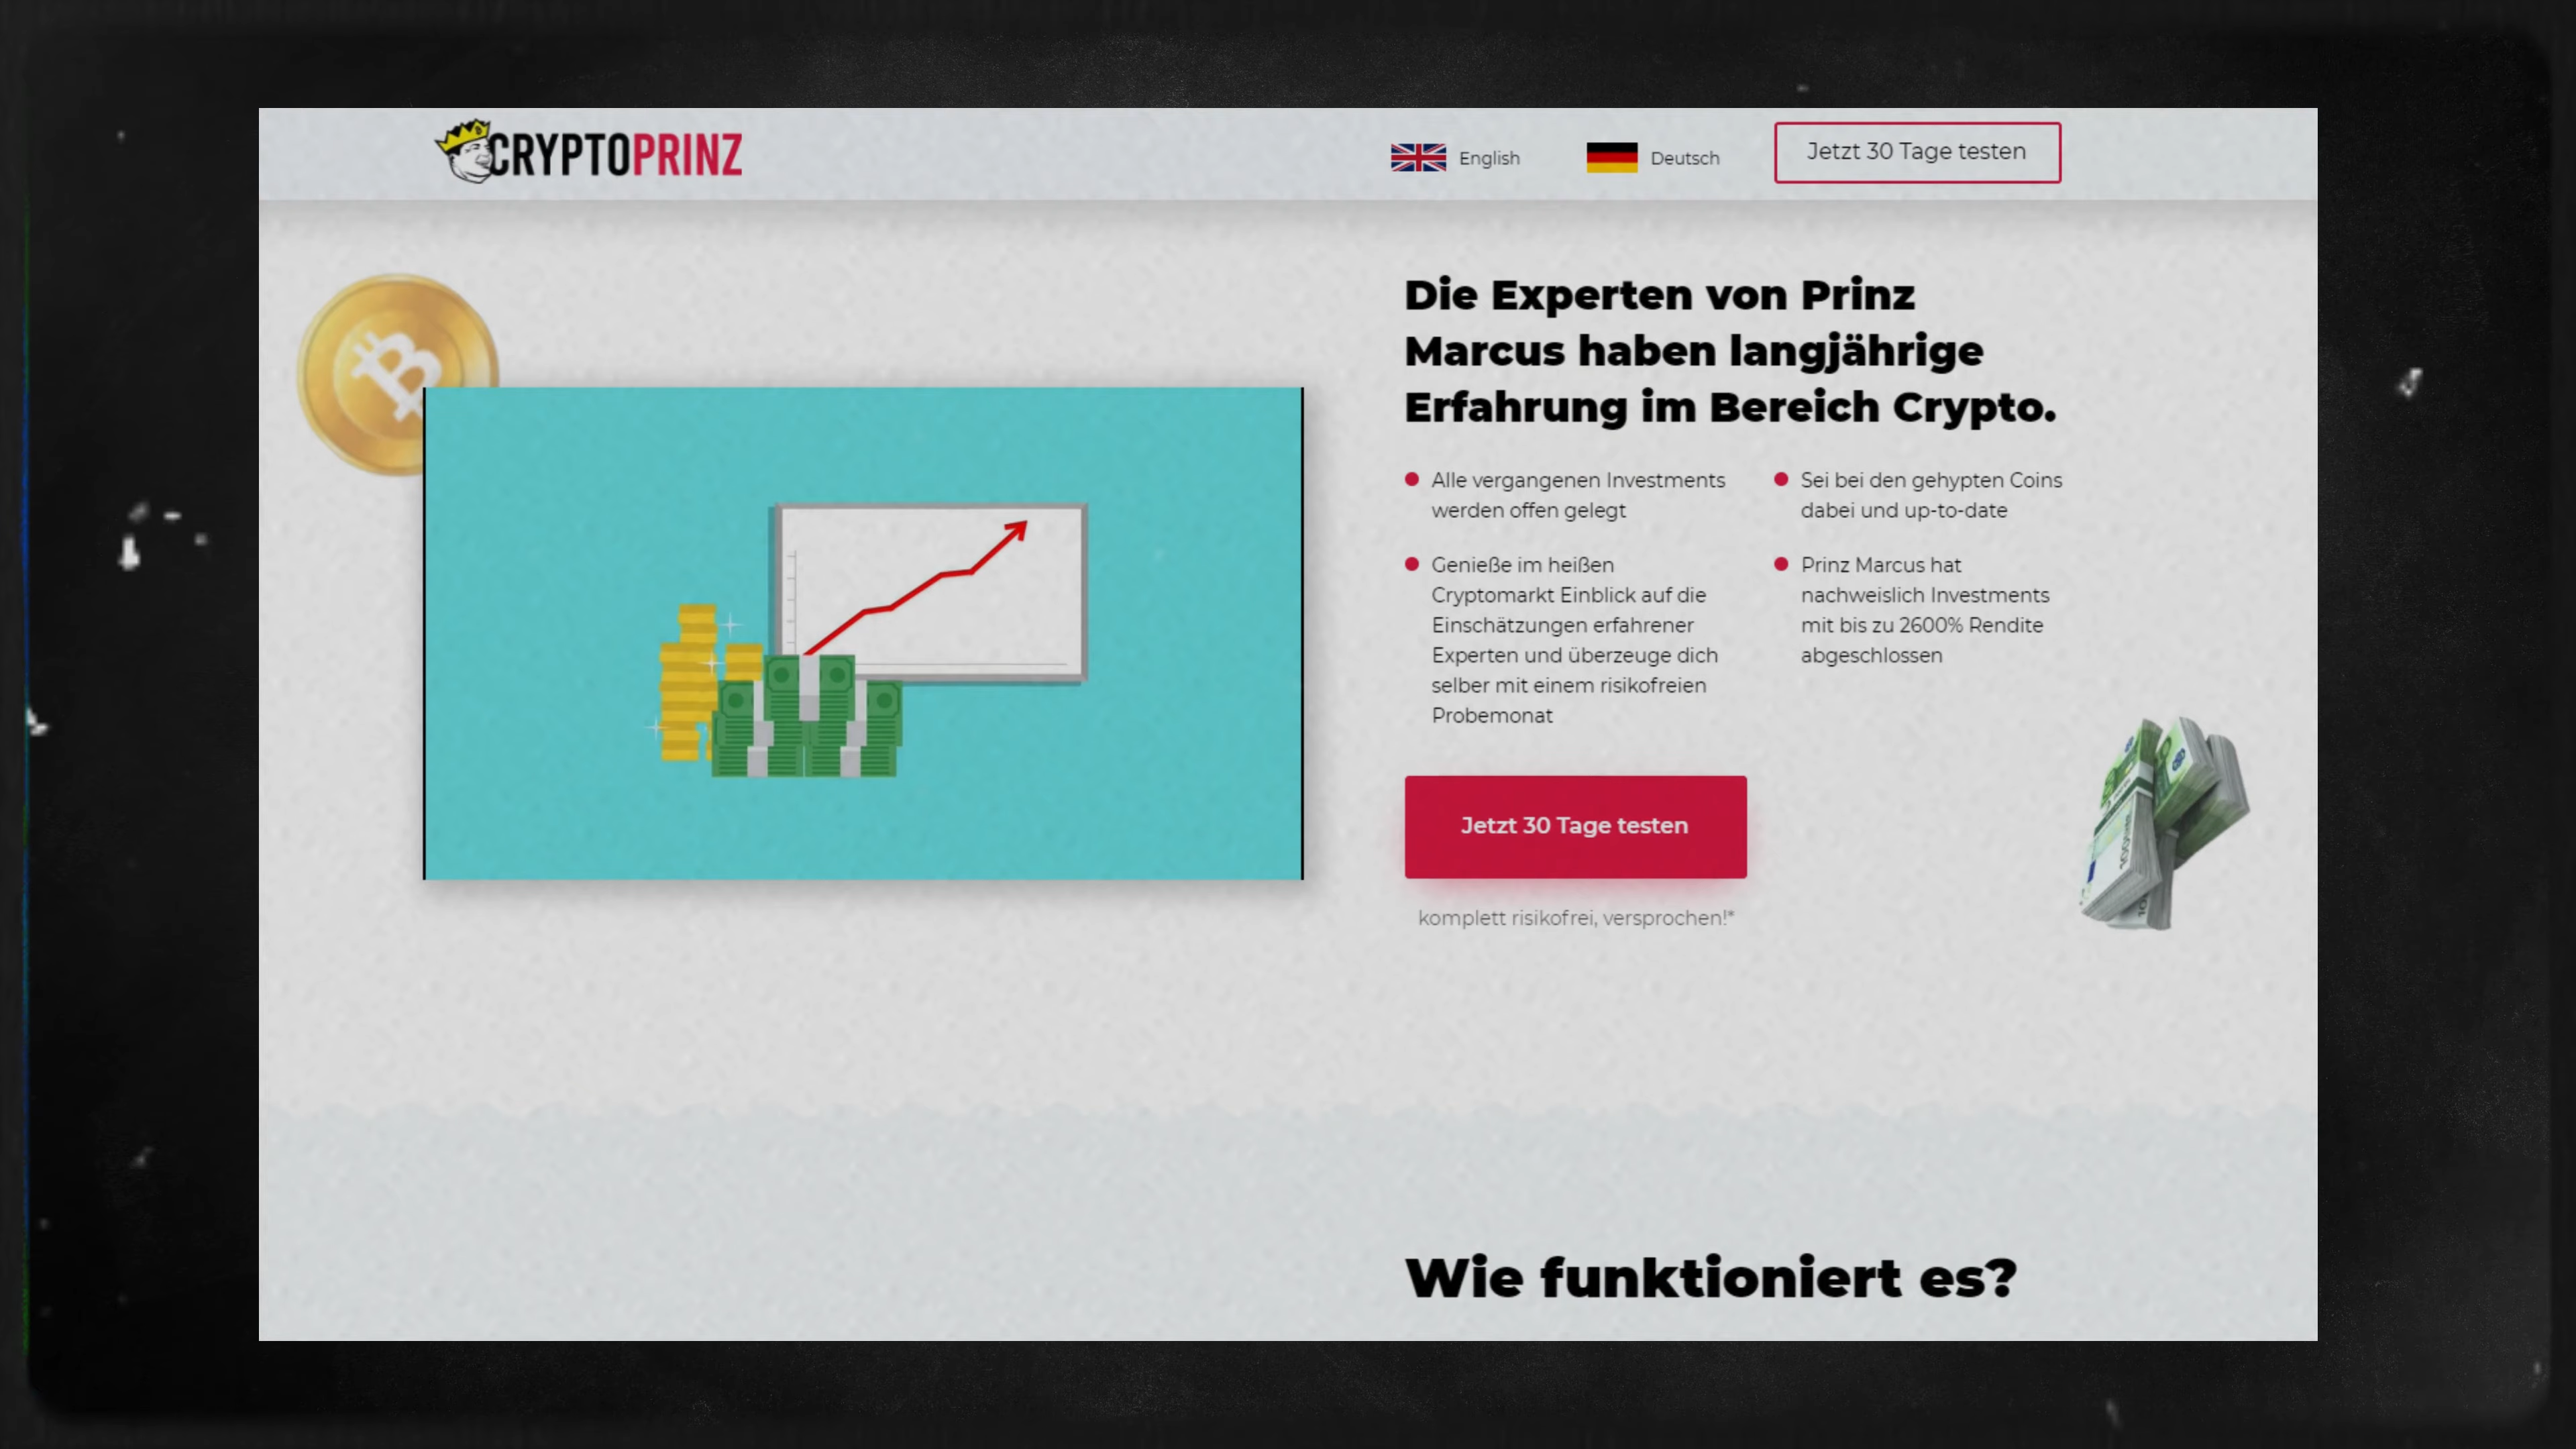 CRYPTOPRINZ
English
Deutsch
Jetzt 30 Tage testen
Die Experten von Prinz
Marcus haben langjährige
Erfahrung im Bereich Crypto.
Alle vergangenen Investments
werden offen gelegt
Genieße im heißen
Cryptomarkt Einblick auf die
Einschätzungen erfahrener
Experten und überzeuge dich
selber mit einem risikofreien
Probemonat
Sei bei den gehypten Coins
dabei und up-to-date
Prinz Marcus hat
nachweislich Investments
mit bis zu 2600% Rendite
abgeschlossen
Jetzt 30 Tage testen
komplett risikofrei, versprochen!*
Wie funktioniert es?